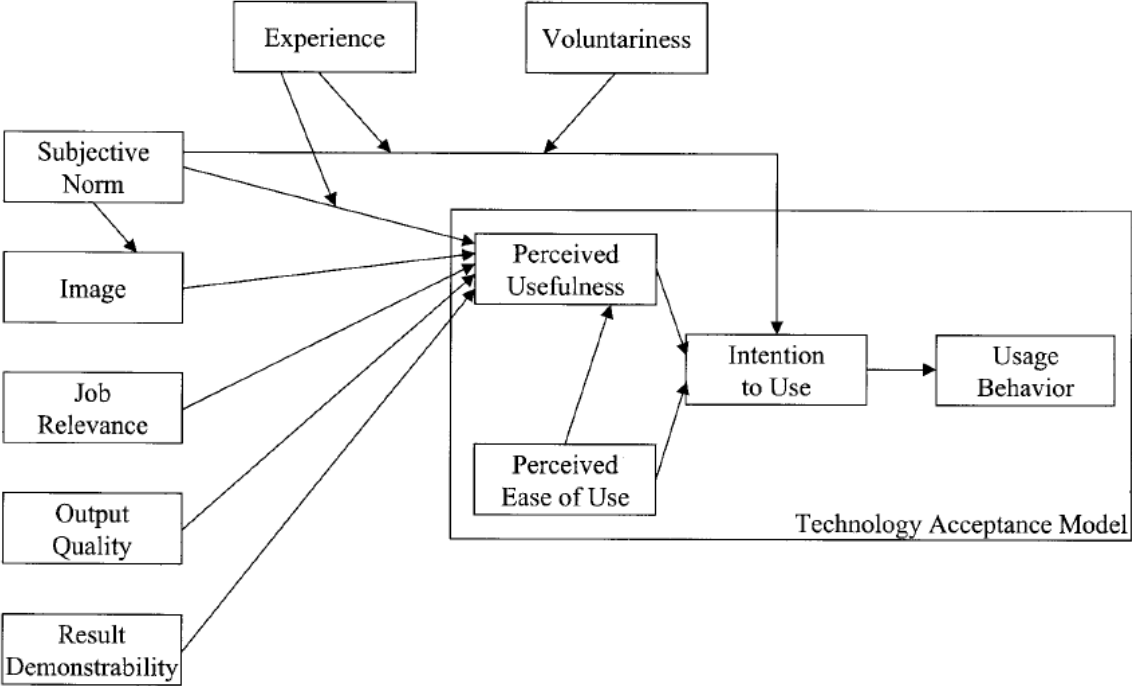 Experience
Voluntariness
Subjective
Norm
Image
Job
Relevance
Output
Quality
Result
Demonstrability
Perceived
Usefulness
Perceived
Ease of Use
Intention
to Use
Usage
Behavior
Technology Acceptance Model